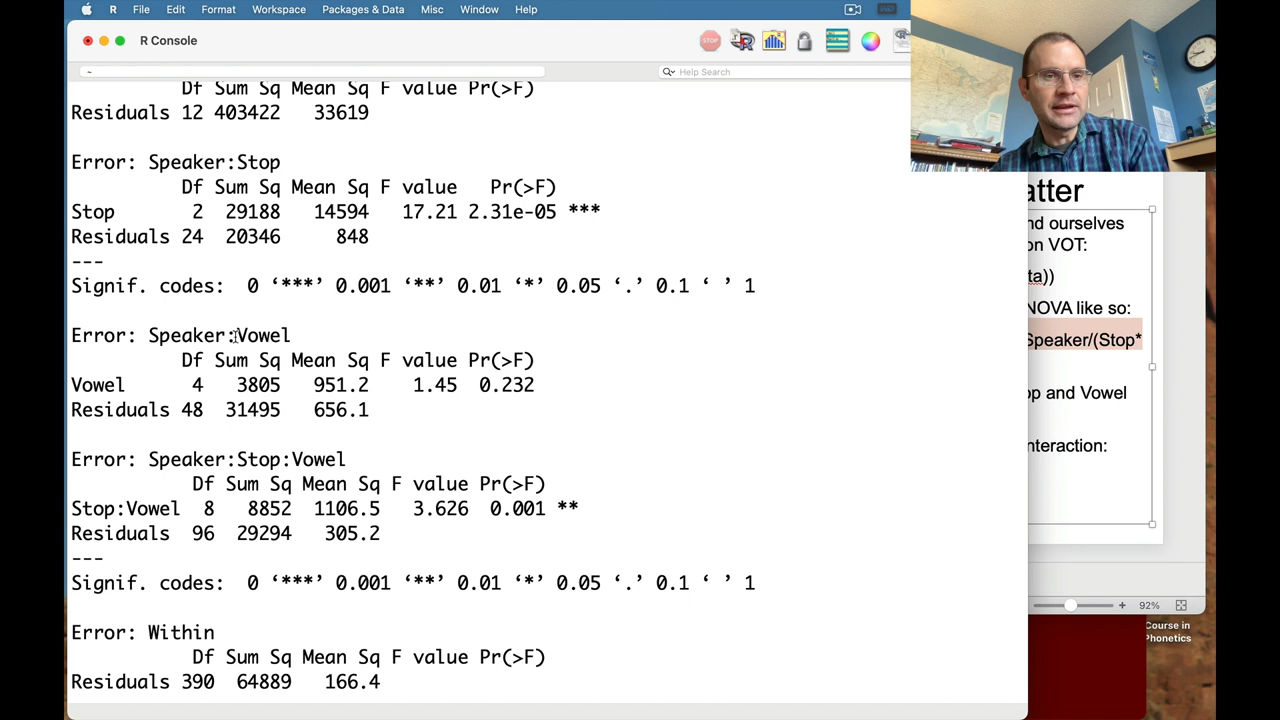 R File Edit Format Workspace Packages & Data Misc Window Help
R Console
STOP
~
Help Search
Df Sum Sq Mean Sq F value Pr(>F)
Residuals 12 403422 33619
Error: Speaker:Stop
Df Sum Sq Mean Sq F value Pr(>F)
Stop 2 29188 14594 17.21 2.31e-05 ***
Residuals 24 20346 848
---
Signif. codes: 0 ‘***’ 0.001 ‘**’ 0.01 ‘*’ 0.05 ‘.’ 0.1 ‘ ’ 1
Error: Speaker:Vowel
Df Sum Sq Mean Sq F value Pr(>F)
Vowel 4 3805 951.2 1.45 0.232
Residuals 48 31495 656.1
Error: Speaker:Stop:Vowel
Df Sum Sq Mean Sq F value Pr(>F)
Stop:Vowel 8 8852 1106.5 3.626 0.001 **
Residuals 96 29294 305.2
---
Signif. codes: 0 ‘***’ 0.001 ‘**’ 0.01 ‘*’ 0.05 ‘.’ 0.1 ‘ ’ 1
Error: Within
Df Sum Sq Mean Sq F value Pr(>F)
Residuals 390 64889 166.4
atter
nd ourselves
on VOT:
ta))
NOVA like so:
Speaker/(Stop*
op and Vowel
nteraction:
92%
Course in
Phonetics